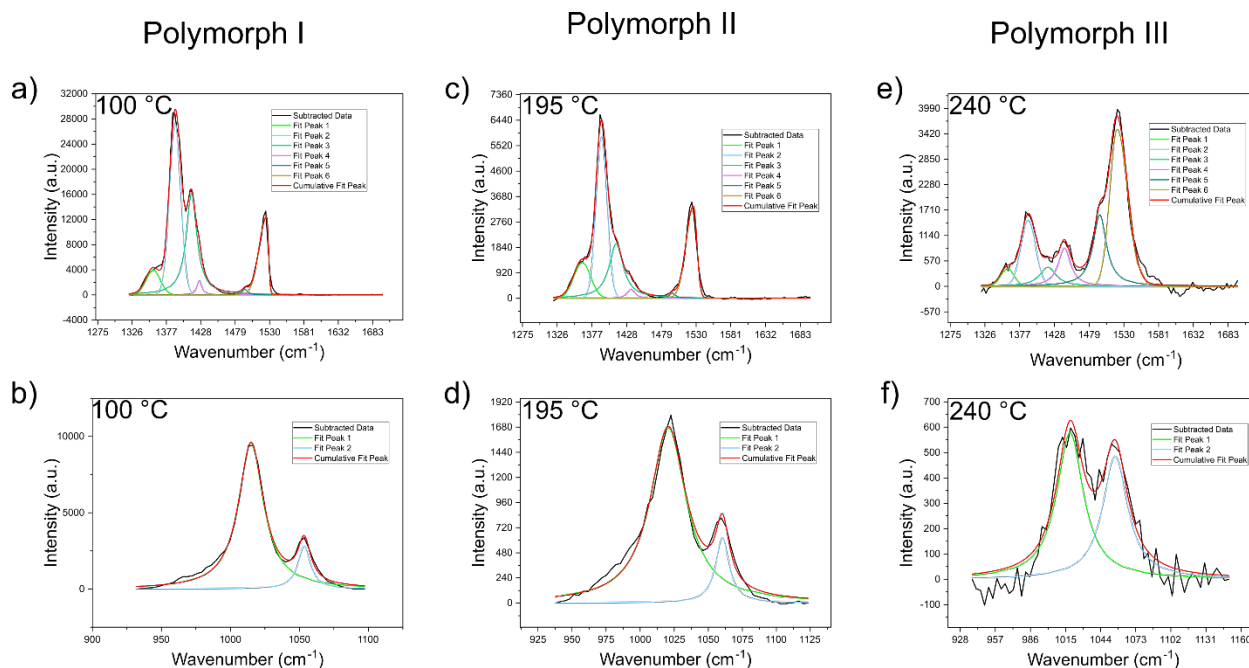 Polymorph I
Polymorph II
Polymorph III
a)
100 °C
Intensity (a.u.)
32000
28000
24000
20000
16000
12000
8000
4000
0
-4000
1275 1326 1377 1428 1479 1530 1581 1632 1683
Wavenumber (cm-1)
Subtracted Data
Fit Peak 1
Fit Peak 2
Fit Peak 3
Fit Peak 4
Fit Peak 5
Fit Peak 6
Cumulative Fit Peak
c)
195 °C
Intensity (a.u.)
7360
6440
5520
4600
3680
2760
1840
920
0
-920
1275 1326 1377 1428 1479 1530 1581 1632 1683
Wavenumber (cm-1)
Subtracted Data
Fit Peak 1
Fit Peak 2
Fit Peak 3
Fit Peak 4
Fit Peak 5
Fit Peak 6
Cumulative Fit Peak
e)
240 °C
Intensity (a.u.)
3990
3420
2850
2280
1710
1140
570
0
-570
1275 1326 1377 1428 1479 1530 1581 1632 1683
Wavenumber (cm-1)
Subtracted Data
Fit Peak 1
Fit Peak 2
Fit Peak 3
Fit Peak 4
Fit Peak 5
Fit Peak 6
Cumulative Fit Peak
b)
100 °C
Intensity (a.u.)
10000
5000
0
900 950 1000 1050 1100
Wavenumber (cm-1)
Subtracted Data
Fit Peak 1
Fit Peak 2
Cumulative Fit Peak
d)
195 °C
Intensity (a.u.)
1920
1680
1440
1200
960
720
480
240
0
925 950 975 1000 1025 1050 1075 1100 1125
Wavenumber (cm-1)
Subtracted Data
Fit Peak 1
Fit Peak 2
Cumulative Fit Peak
f)
240 °C
Intensity (a.u.)
700
600
500
400
300
200
100
0
-100
928 957 986 1015 1044 1073 1102 1131 1160
Wavenumber (cm-1)
Subtracted Data
Fit Peak 1
Fit Peak 2
Cumulative Fit Peak